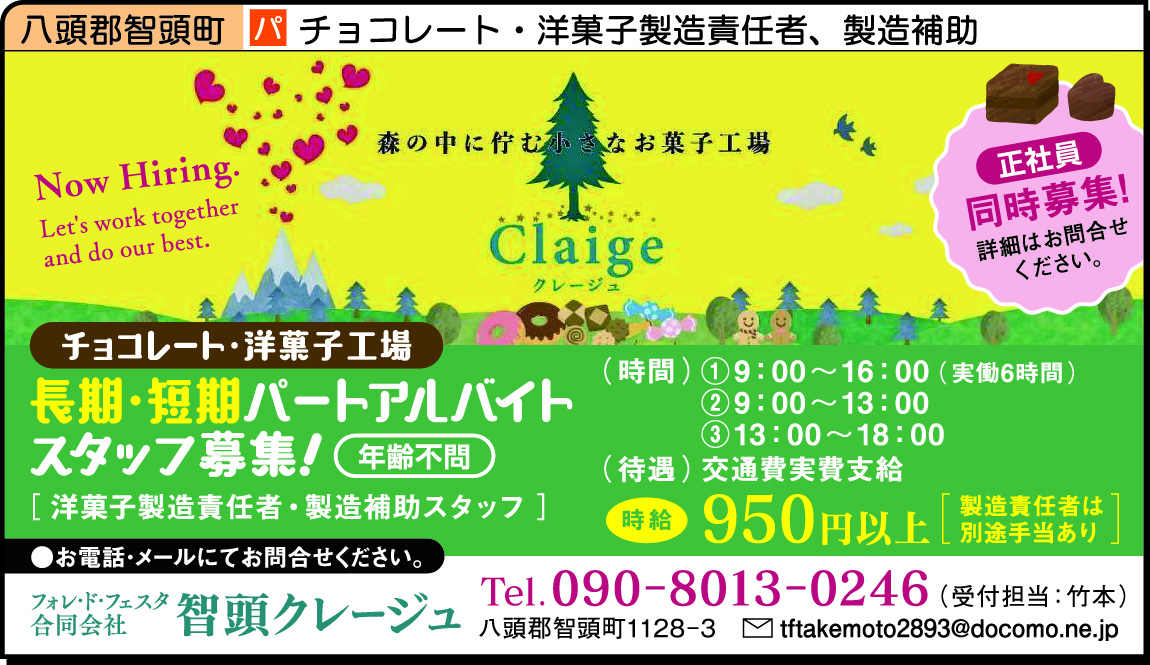 八頭郡智頭町 パ チョコレート・洋菓子製造責任者、製造補助
森の中に佇む小さなお菓子工場
Now Hiring.
Let's work together
and do our best.
Claige
クレージュ
正社員
同時募集!
詳細はお問合せ
ください。
チョコレート・洋菓子工場
長期・短期パートアルバイト
スタッフ募集! 年齢不問
[ 洋菓子製造責任者・製造補助スタッフ ]
(時間) ①9:00〜16:00(実働6時間)
②9:00〜13:00
③13:00〜18:00
(待遇) 交通費実費支給
時給 950円以上 [製造責任者は
別途手当あり]
●お電話・メールにてお問合せください。
フォレ・ド・フェスタ
合同会社 智頭クレージュ
Tel.090-8013-0246(受付担当:竹本)
八頭郡智頭町1128-3 tftakemoto2893@docomo.ne.jp